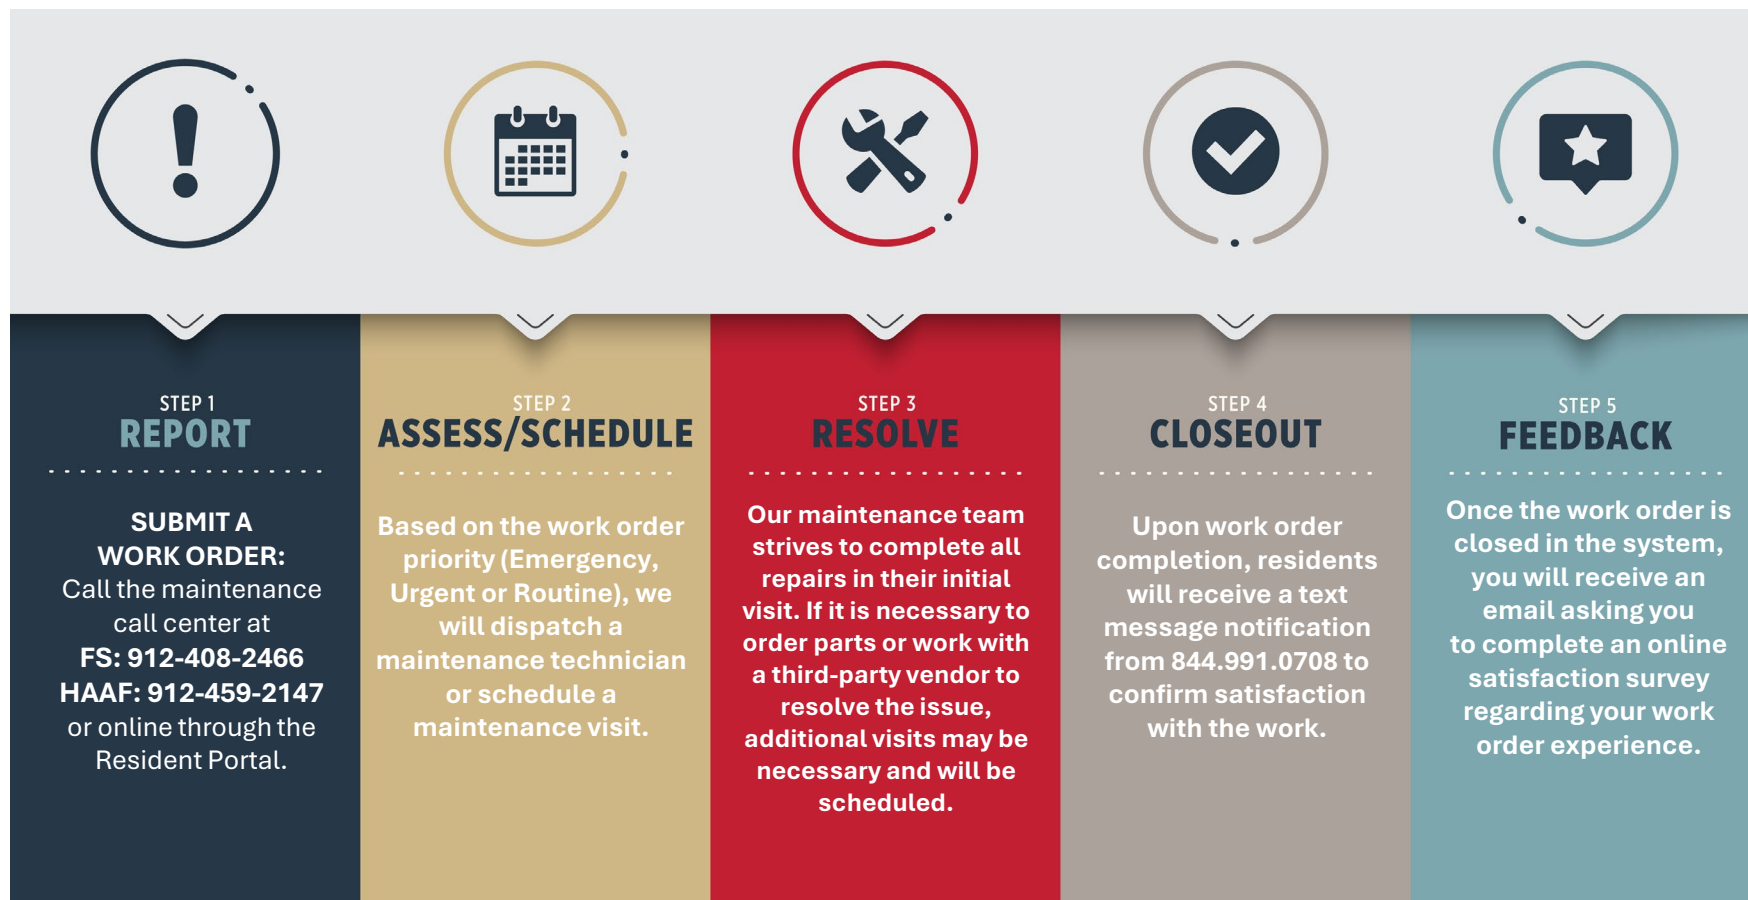 STEP 1
REPORT
SUBMIT A
WORK ORDER:
Call the maintenance
call center at
FS: 912-408-2466
HAAF: 912-459-2147
or online through the
Resident Portal.
STEP 2
ASSESS/SCHEDULE
Based on the work order
priority (Emergency,
Urgent or Routine), we
will dispatch a
maintenance technician
or schedule a
maintenance visit.
STEP 3
RESOLVE
Our maintenance team
strives to complete all
repairs in their initial
visit. If it is necessary to
order parts or work with
a third-party vendor to
resolve the issue,
additional visits may be
necessary and will be
scheduled.
STEP 4
CLOSEOUT
Upon work order
completion, residents
will receive a text
message notification
from 844.991.0708 to
confirm satisfaction
with the work.
STEP 5
FEEDBACK
Once the work order is
closed in the system,
you will receive an
email asking you
to complete an online
satisfaction survey
regarding your work
order experience.